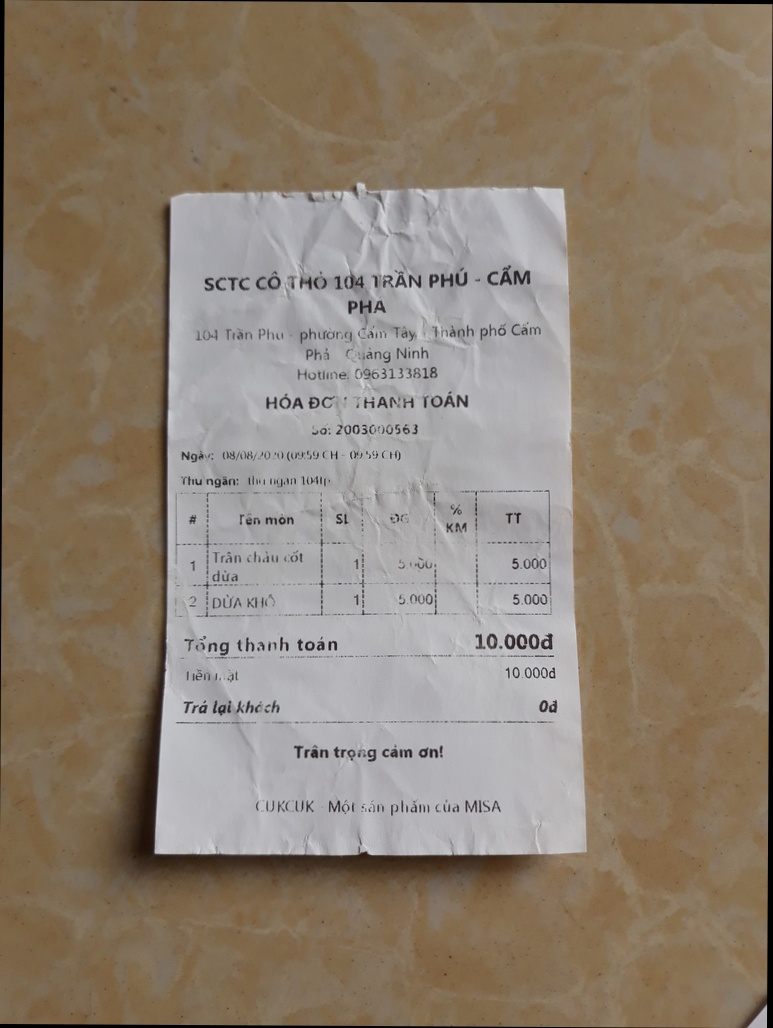 SCTC CÔ THỎ 104 TRẦN PHÚ - CẨM
PHA
104 Trần Phú - phường Cẩm Tây, - Thành phố Cẩm
Phả Quảng Ninh
Hotline: 0963133818
HÓA ĐƠN THANH TOÁN
Số: 2003000563
Ngày: 08/08/2020 (09:59 CH - 09:59 CH)
Thu ngân: thu ngan 104tp
# Tên món SL ĐG % KM TT
1 Trân châu cốt dừa 1 5.000 5.000
2 DỪA KHÔ 1 5.000 5.000
Tổng thanh toán 10.000đ
Tiền mặt 10.000đ
Trả lại khách 0đ
Trân trọng cảm ơn!
CUKCUK - Một sản phẩm của MISA